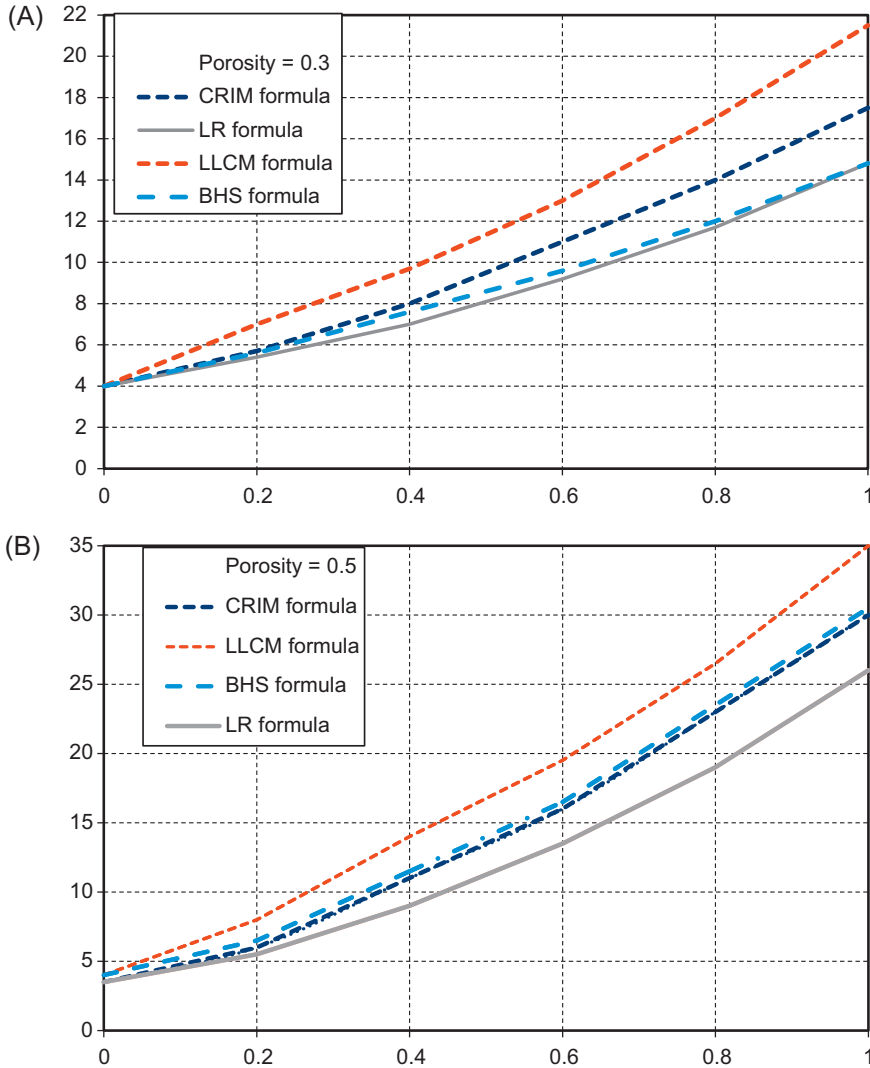 (A)
22
20
18
16
14
12
10
8
6
4
2
0
Porosity = 0.3
CRIM formula
LR formula
LLCM formula
BHS formula
0 0.2 0.4 0.6 0.8 1
(B)
35
30
25
20
15
10
5
0
Porosity = 0.5
CRIM formula
LLCM formula
BHS formula
LR formula
0 0.2 0.4 0.6 0.8 1